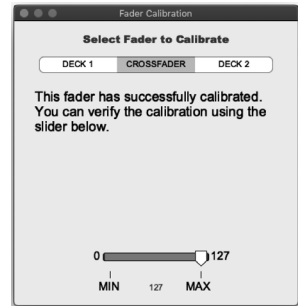 Fader Calibration
Select Fader to Calibrate
DECK 1 CROSSFADER DECK 2
This fader has successfully calibrated.
You can verify the calibration using the
slider below.
0 127
MIN 127 MAX